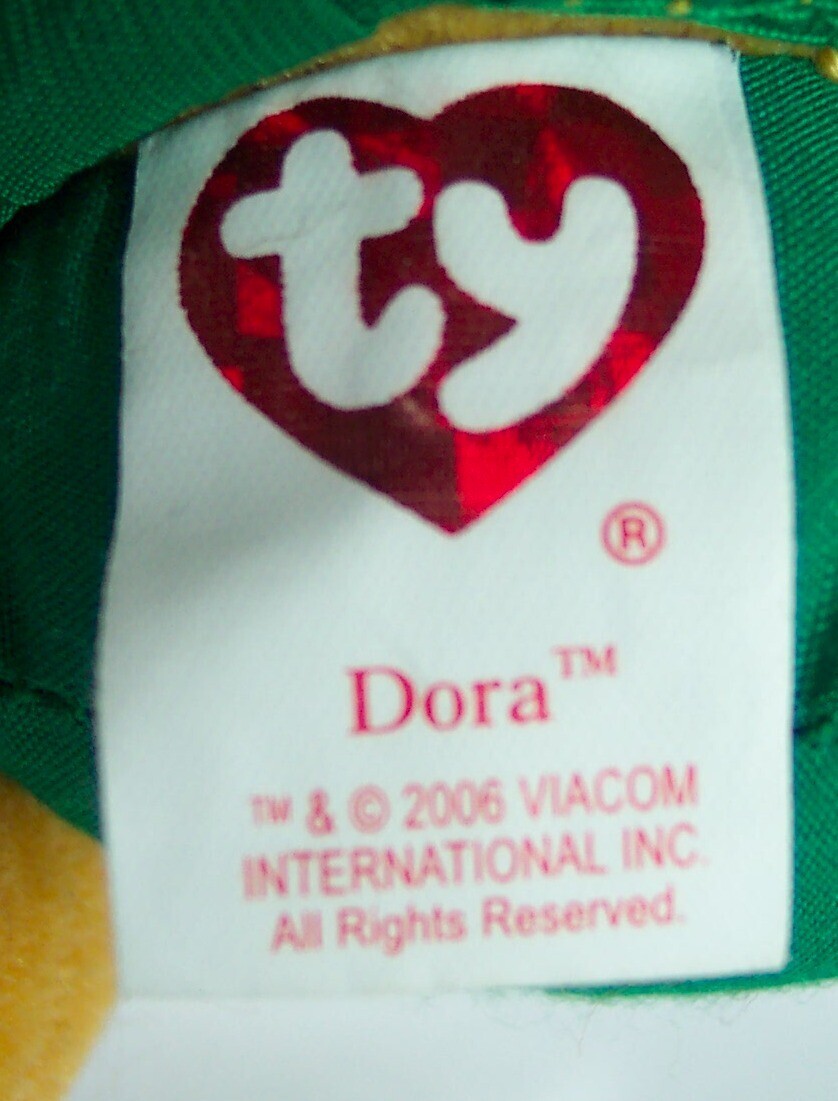 ty
®
Dora™
™ & © 2006 VIACOM
INTERNATIONAL INC.
All Rights Reserved.